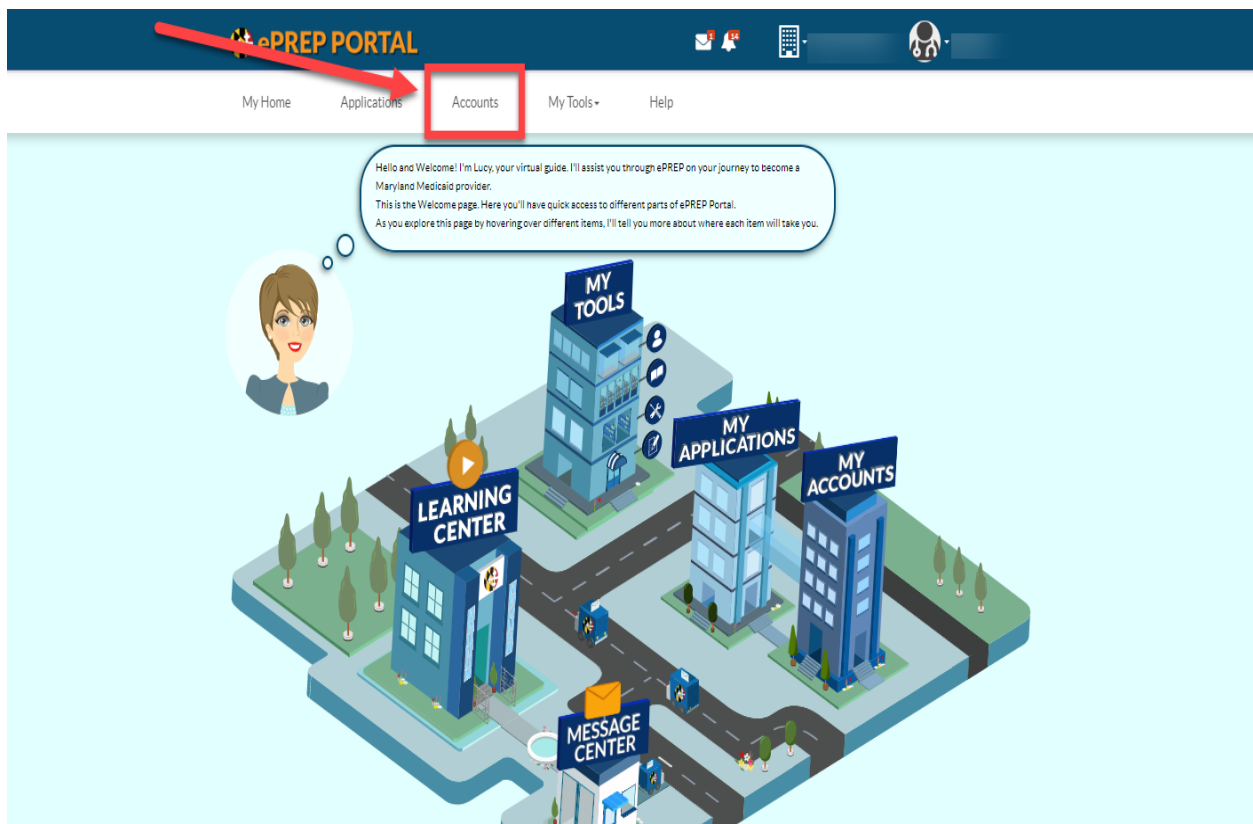 ePREP PORTAL
1 14
My Home Applications Accounts My Tools Help
Hello and Welcome! I'm Lucy, your virtual guide. I'll assist you through ePREP on your journey to become a
Maryland Medicaid provider.
This is the Welcome page. Here you'll have quick access to different parts of ePREP Portal.
As you explore this page by hovering over different items, I'll tell you more about where each item will take you.
MY
TOOLS
MY
APPLICATIONS
MY
ACCOUNTS
LEARNING
CENTER
MESSAGE
CENTER